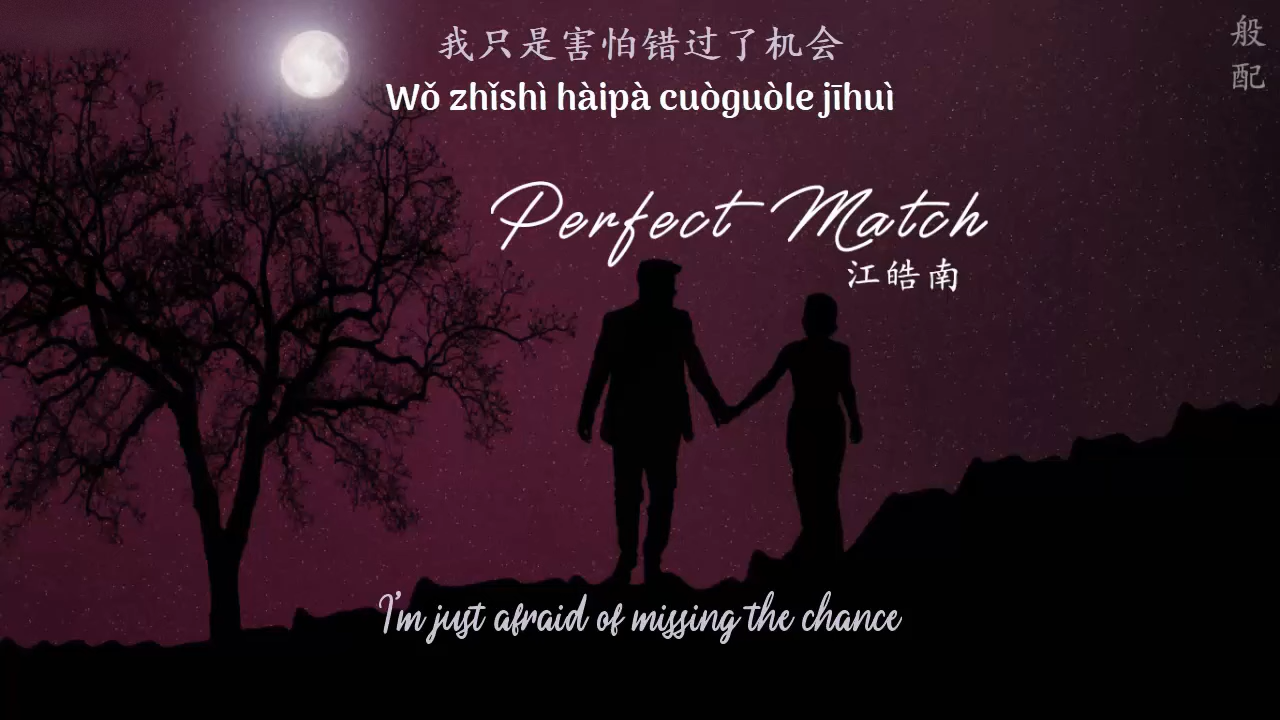 我只是害怕错过了机会
Wǒ zhǐshì hàipà cuòguòle jīhuì
般配
Perfect Match
江皓南
I'm just afraid of missing the chance